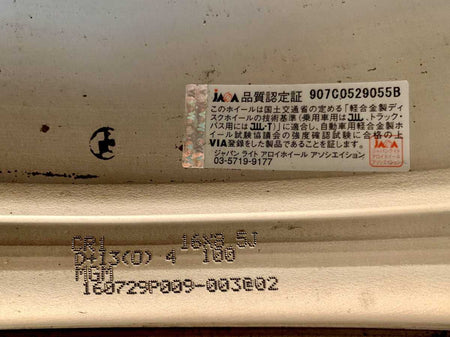 JAWA 品質認定証 907C0529055B
このホイールは国土交通省の定める「軽合金製ディ
スクホイールの技術基準(乗用車用はJWL、トラック・
バス用にはJWL-T)」に適合し、自動車用軽合金製ホ
イール試験協議会の強度確認試験に合格の上
VIA登録をした製品であることを証します。
ジャパン ライト アロイホイール アソシエイション
03-5719-9177
CR1 16X8.5J
D+13(O) 4 100
MGM
160729P009-003@02